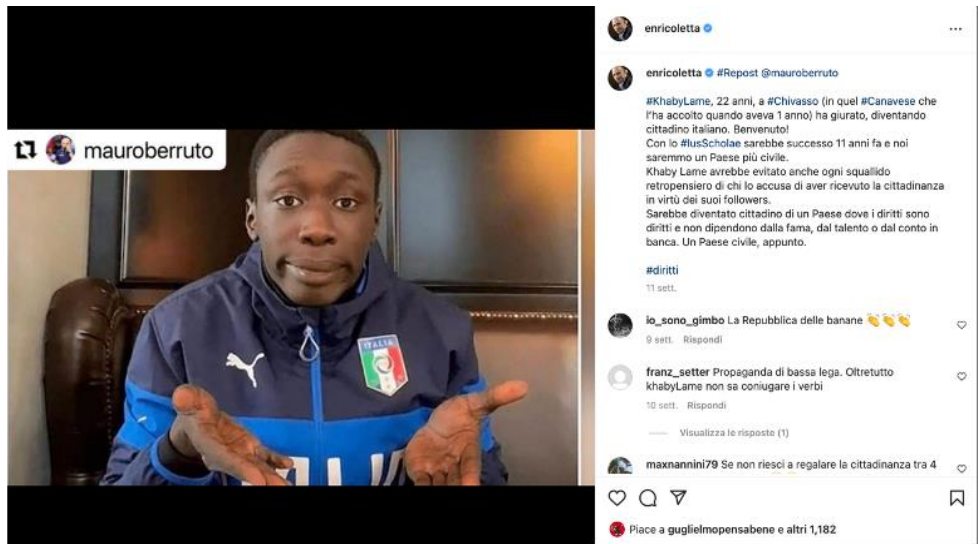 mauroberruto
ITALIA
enricoletta
enricoletta #Repost @mauroberruto
#KhabyLame, 22 anni, a #Chivasso (in quel #Canavese che
l'ha accolto quando aveva 1 anno) ha giurato, diventando
cittadino italiano. Benvenuto!
Con lo #IusScholae sarebbe successo 11 anni fa e noi
saremmo un Paese più civile.
Khaby Lame avrebbe evitato anche ogni squallido
retropensiero di chi lo accusa di aver ricevuto la cittadinanza
in virtù dei suoi followers.
Sarebbe diventato cittadino di un Paese dove i diritti sono
diritti e non dipendono dalla fama, dal talento o dal conto in
banca. Un Paese civile, appunto.
#diritti
11 sett.
io_sono_gimbo La Repubblica delle banane 👏👏👏
9 sett. Rispondi
franz_setter Propaganda di bassa lega. Oltretutto
khabyLame non sa coniugare i verbi
10 sett. Rispondi
Visualizza le risposte (1)
maxnannini79 Se non riesci a regalare la cittadinanza tra 4
Piace a guglielmopensabene e altri 1,182